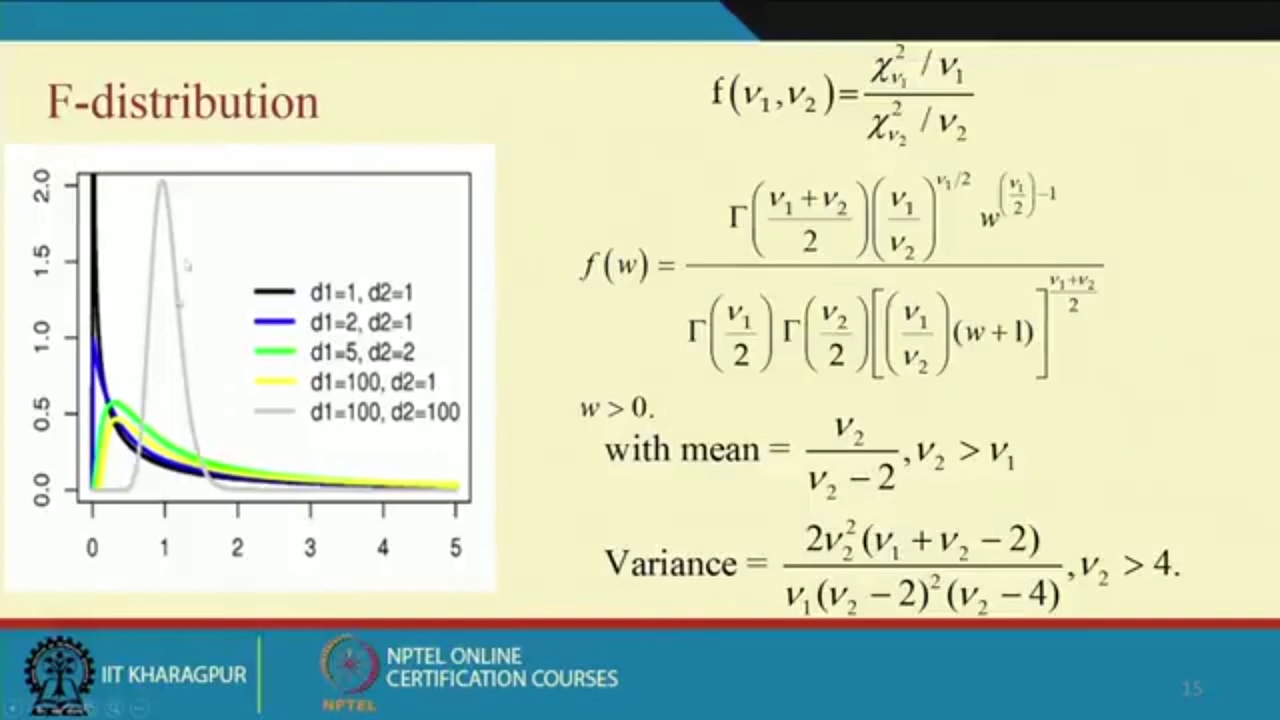 F-distribution
f(ν₁,ν₂)=χ²_ν₁ / ν₁
χ²_ν₂ / ν₂
2.0
1.5
1.0
0.5
0.0
0 1 2 3 4 5
d1=1, d2=1
d1=2, d2=1
d1=5, d2=2
d1=100, d2=1
d1=100, d2=100
f(w) = Γ((ν₁+ν₂)/2)(ν₁/ν₂)^(ν₁/2) w^((ν₁/2)−1)
Γ(ν₁/2) Γ(ν₂/2)[(ν₁/ν₂)(w+1)]^((ν₁+ν₂)/2)
w > 0.
with mean = ν₂/(ν₂−2), ν₂ > ν₁
Variance = 2ν₂²(ν₁+ν₂−2)/(ν₁(ν₂−2)²(ν₂−4)), ν₂ > 4.
IIT KHARAGPUR
NPTEL
NPTEL ONLINE
CERTIFICATION COURSES
15